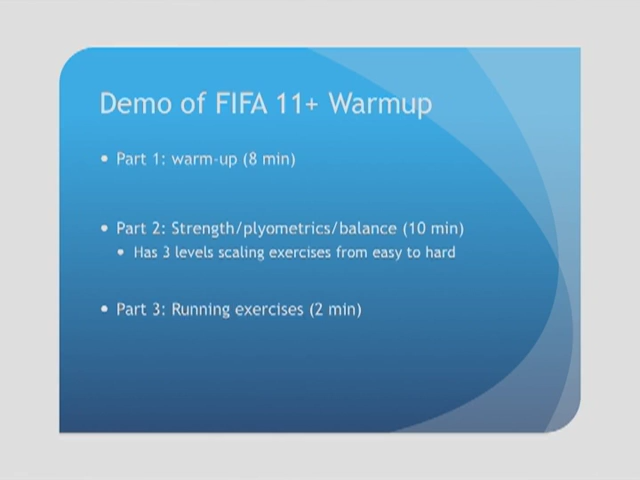 Demo of FIFA 11+ Warmup
• Part 1: warm-up (8 min)
• Part 2: Strength/plyometrics/balance (10 min)
• Has 3 levels scaling exercises from easy to hard
• Part 3: Running exercises (2 min)